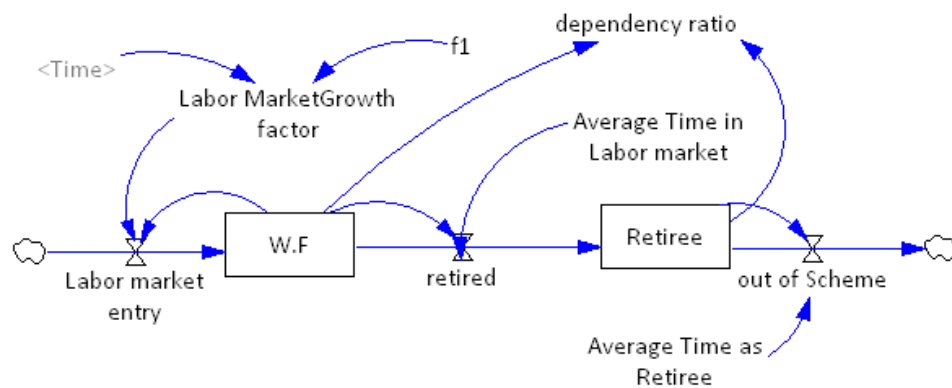 dependency ratio
f1
<Time>
Labor MarketGrowth
factor
Average Time in
Labor market
W.F
Retiree
Labor market
entry
retired
out of Scheme
Average Time as
Retiree